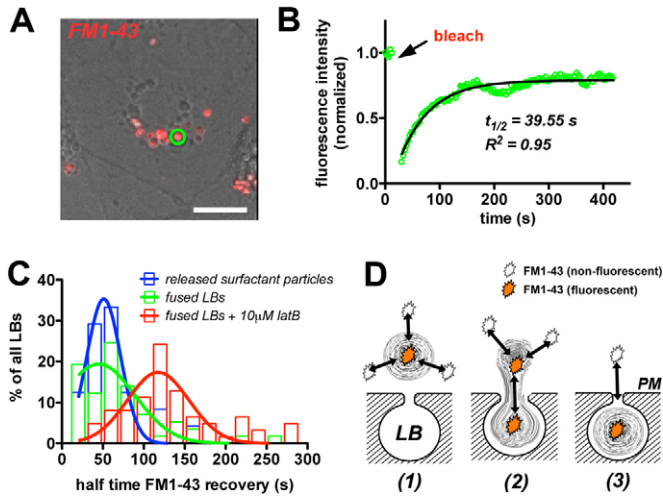 A
FM1-43
B
fluorescence intensity
(normalized)
1.0
0.5
0.0
bleach
t1/2 = 39.55 s
R2 = 0.95
0
100
200
300
400
time (s)
C
% of all LBs
40
30
20
10
0
released surfactant particles
fused LBs
fused LBs + 10μM latB
0
50
100
150
200
250
300
half time FM1-43 recovery (s)
D
FM1-43 (non-fluorescent)
FM1-43 (fluorescent)
PM
LB
(1)
(2)
(3)